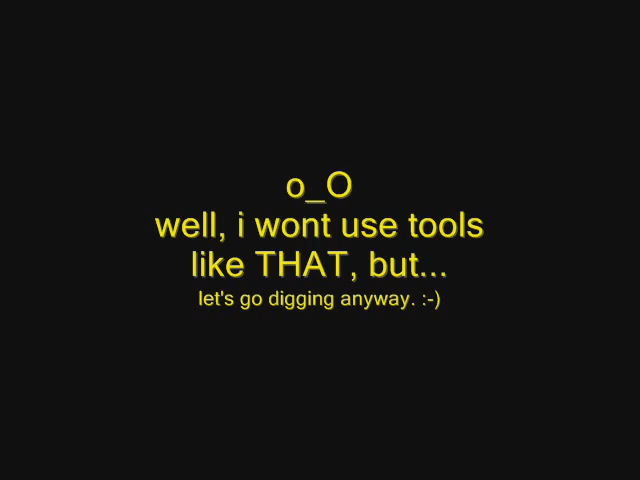 o_O
well, i wont use tools
like THAT, but...
let's go digging anyway. :-)